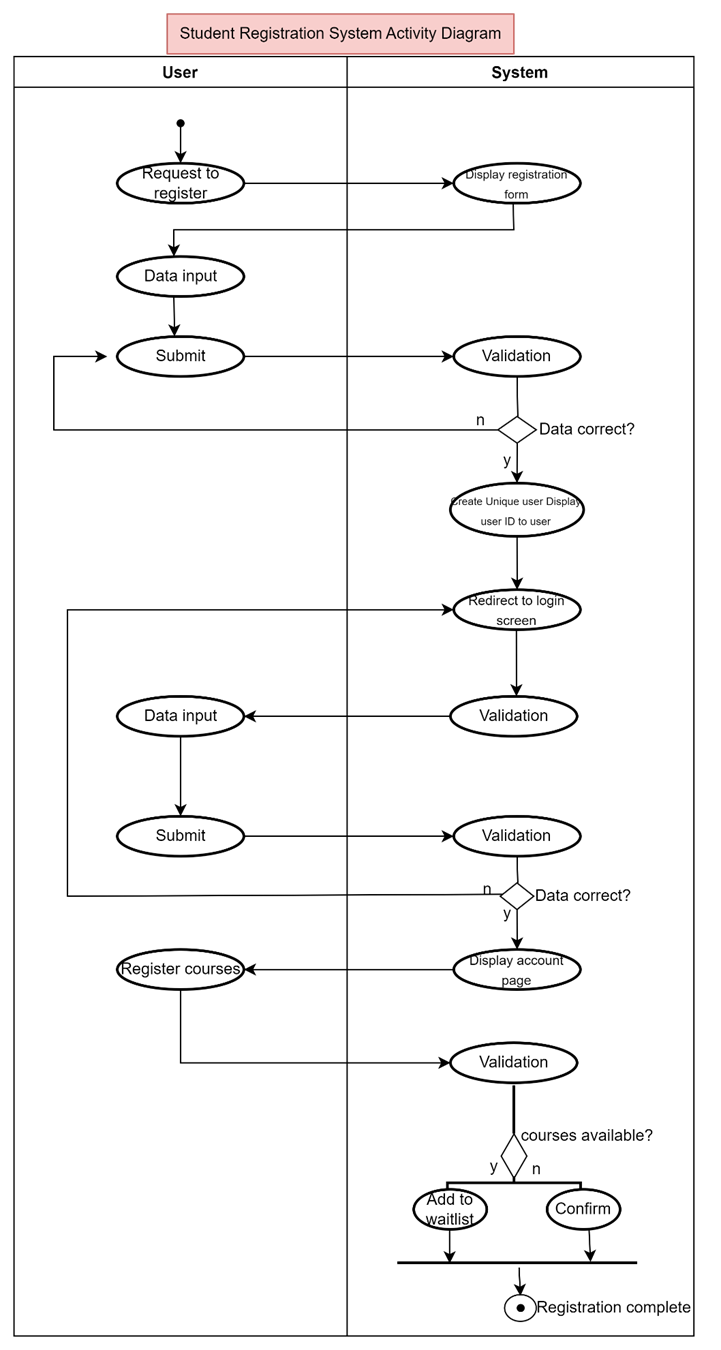 Student Registration System Activity Diagram
User
System
Request to
register
Display registration
form
Data input
Submit
Validation
n
Data correct?
y
Create Unique user Display
user ID to user
Redirect to login
screen
Data input
Validation
Submit
Validation
n
Data correct?
y
Register courses
Display account
page
Validation
courses available?
y
n
Add to
waitlist
Confirm
Registration complete